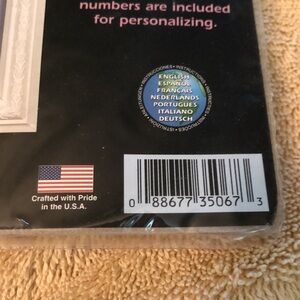 numbers are included
for personalizing.
ENGLISH
ESPAÑOL
FRANÇAIS
NEDERLANDS
PORTUGUÊS
ITALIANO
DEUTSCH
Crafted with Pride
in the U.S.A.
0 88677 35067 3